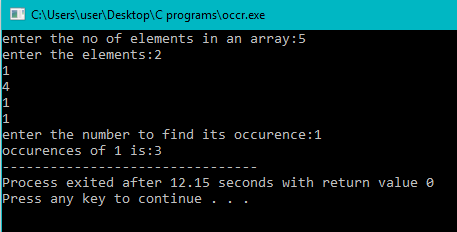 C:\Users\user\Desktop\C programs\occr.exe
enter the no of elements in an array:5
enter the elements:2
1
4
1
1
enter the number to find its occurence:1
occurences of 1 is:3
--------------------------------
Process exited after 12.15 seconds with return value 0
Press any key to continue . . .